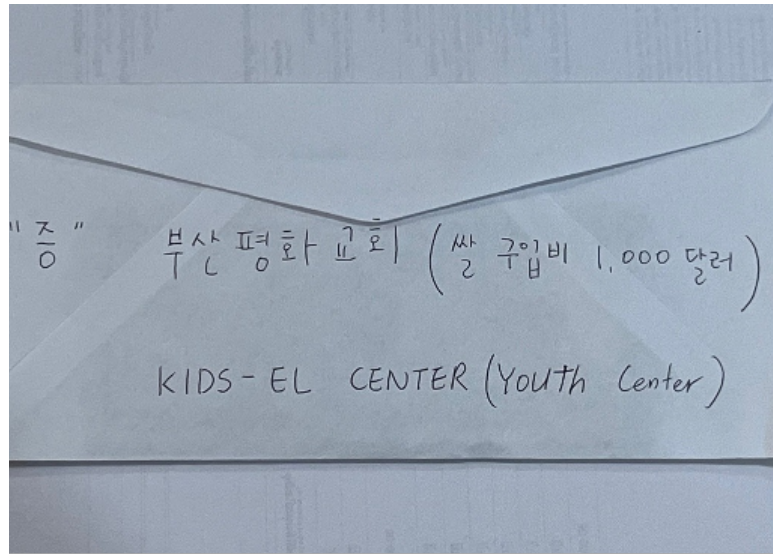 "증" 부산평화교회 (쌀 구입비 1,000 달러)
KIDS-EL CENTER (Youth Center)